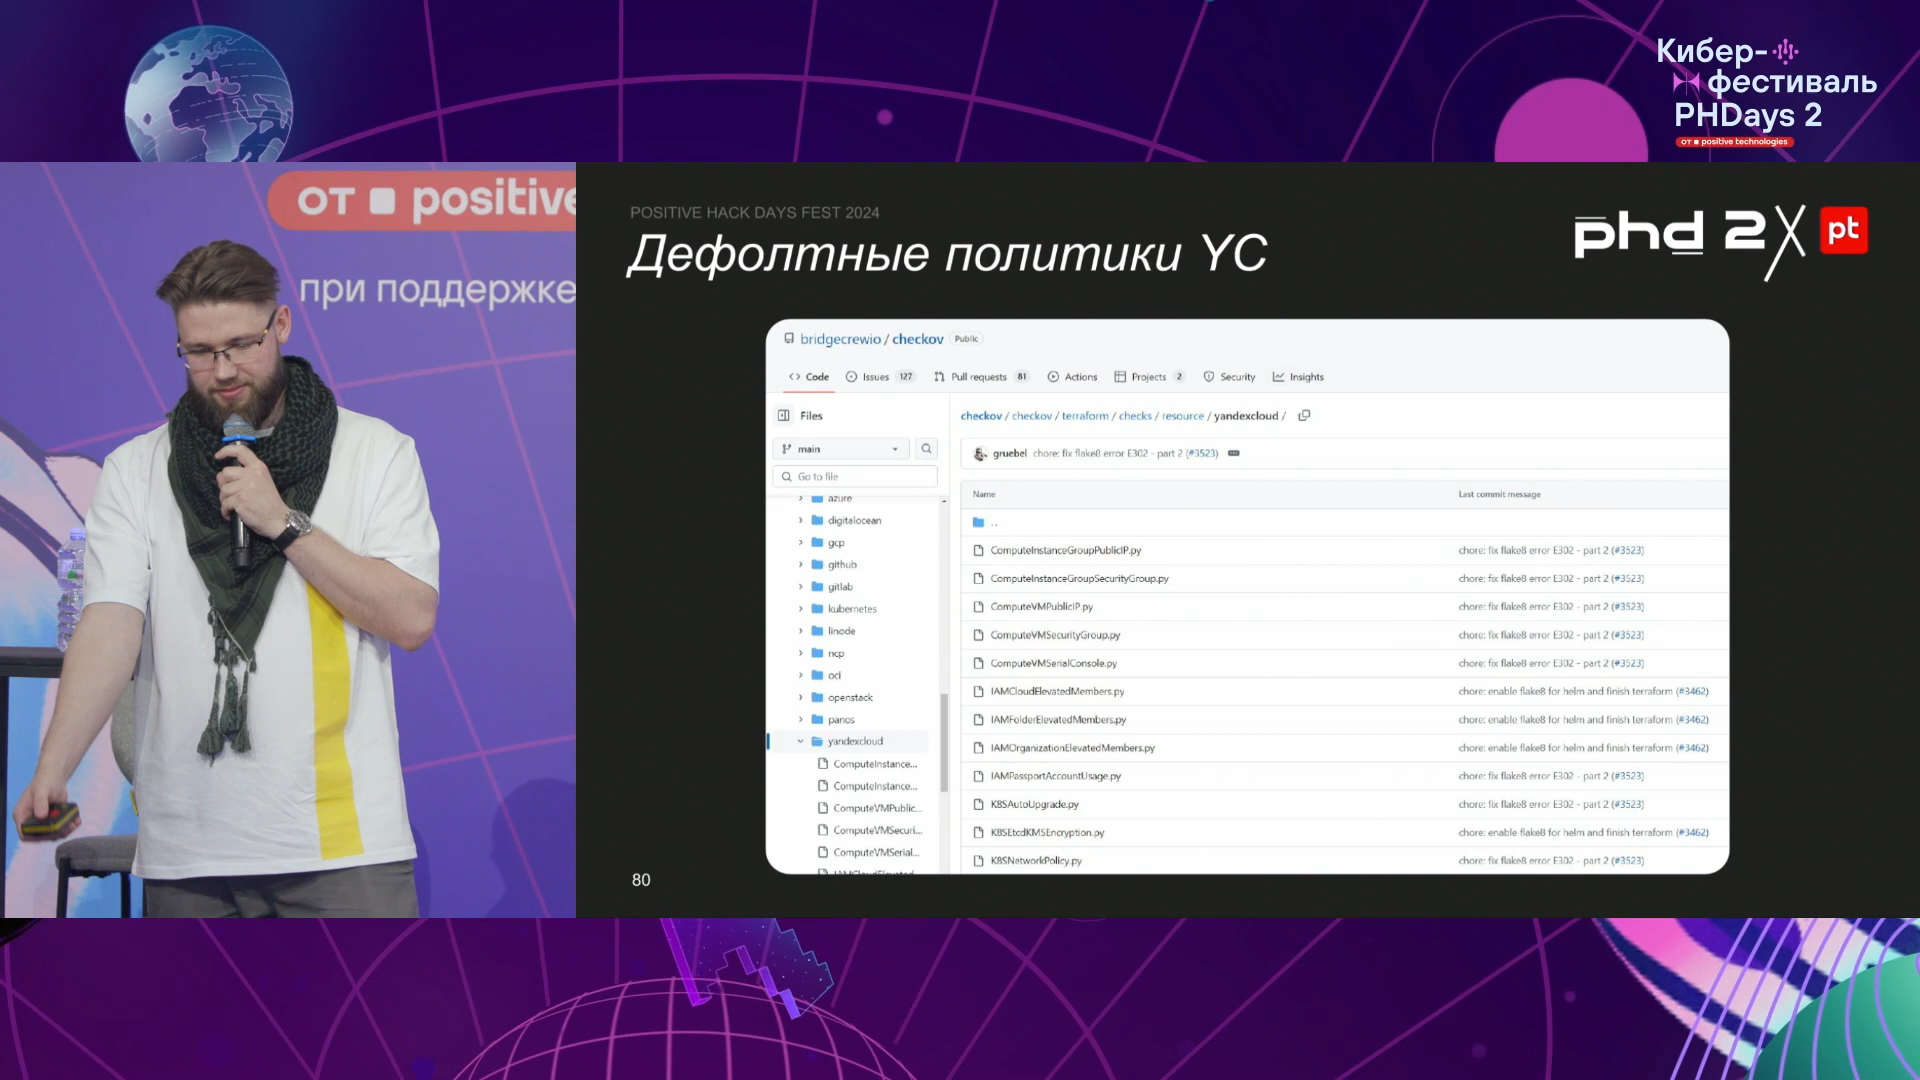 Кибер-
фестиваль
PHDays 2
от positive technologies
от positive
при поддержке
POSITIVE HACK DAYS FEST 2024
Дефолтные политики YC
phd 2 pt
bridgecrewio / checkov Public
Code Issues 127 Pull requests 81 Actions Projects 2 Security Insights
Files
checkov / checkov / terraform / checks / resource / yandexcloud /
main
gruebel chore: fix flake8 error E302 - part 2 (#3523)
Go to file
Name Last commit message
azure
digitalocean
gcp
github
gitlab
kubernetes
linode
ncp
oci
openstack
panos
yandexcloud
ComputeInstance...
ComputeInstance...
ComputeVMPublic...
ComputeVMSecuri...
ComputeVMSerial...
..
ComputeInstanceGroupPublicIP.py chore: fix flake8 error E302 - part 2 (#3523)
ComputeInstanceGroupSecurityGroup.py chore: fix flake8 error E302 - part 2 (#3523)
ComputeVMPublicIP.py chore: fix flake8 error E302 - part 2 (#3523)
ComputeVMSecurityGroup.py chore: fix flake8 error E302 - part 2 (#3523)
ComputeVMSerialConsole.py chore: fix flake8 error E302 - part 2 (#3523)
IAMCloudElevatedMembers.py chore: enable flake8 for helm and finish terraform (#3462)
IAMFolderElevatedMembers.py chore: enable flake8 for helm and finish terraform (#3462)
IAMOrganizationElevatedMembers.py chore: enable flake8 for helm and finish terraform (#3462)
IAMPassportAccountUsage.py chore: fix flake8 error E302 - part 2 (#3523)
K8SAutoUpgrade.py chore: fix flake8 error E302 - part 2 (#3523)
K8SEtcdKMSEncryption.py chore: enable flake8 for helm and finish terraform (#3462)
K8SNetworkPolicy.py chore: fix flake8 error E302 - part 2 (#3523)
80